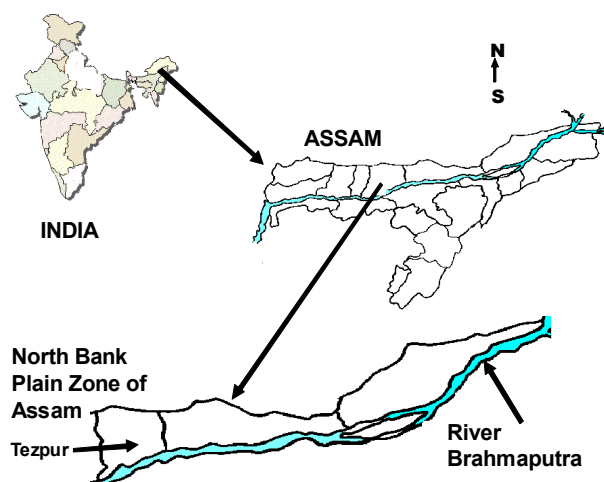 N
S
ASSAM
INDIA
North Bank
Plain Zone of
Assam
Tezpur
River
Brahmaputra